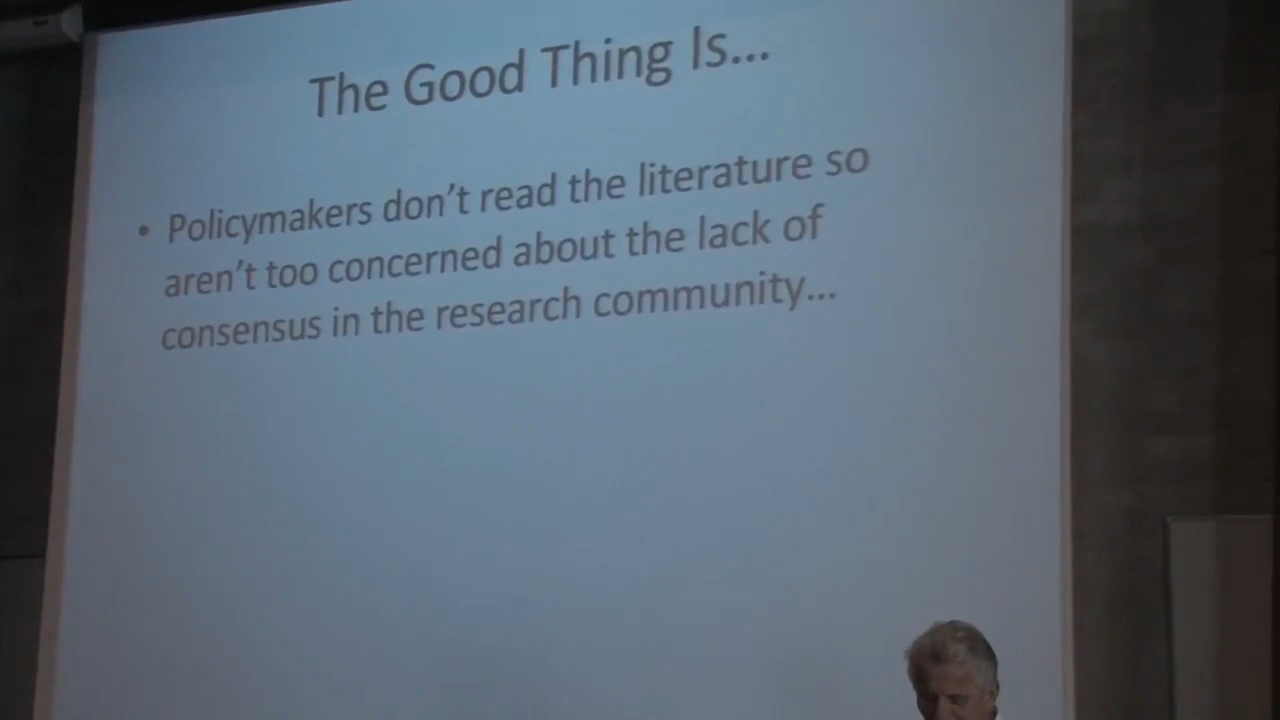 The Good Thing Is...
• Policymakers don't read the literature so
aren't too concerned about the lack of
consensus in the research community...